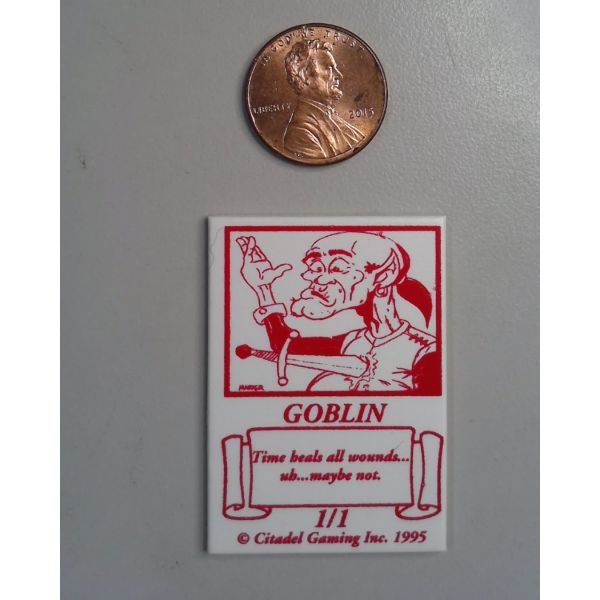 IN GOD WE TRUST
LIBERTY
2015
GOBLIN
Time heals all wounds...
uh...maybe not.
1/1
© Citadel Gaming Inc. 1995